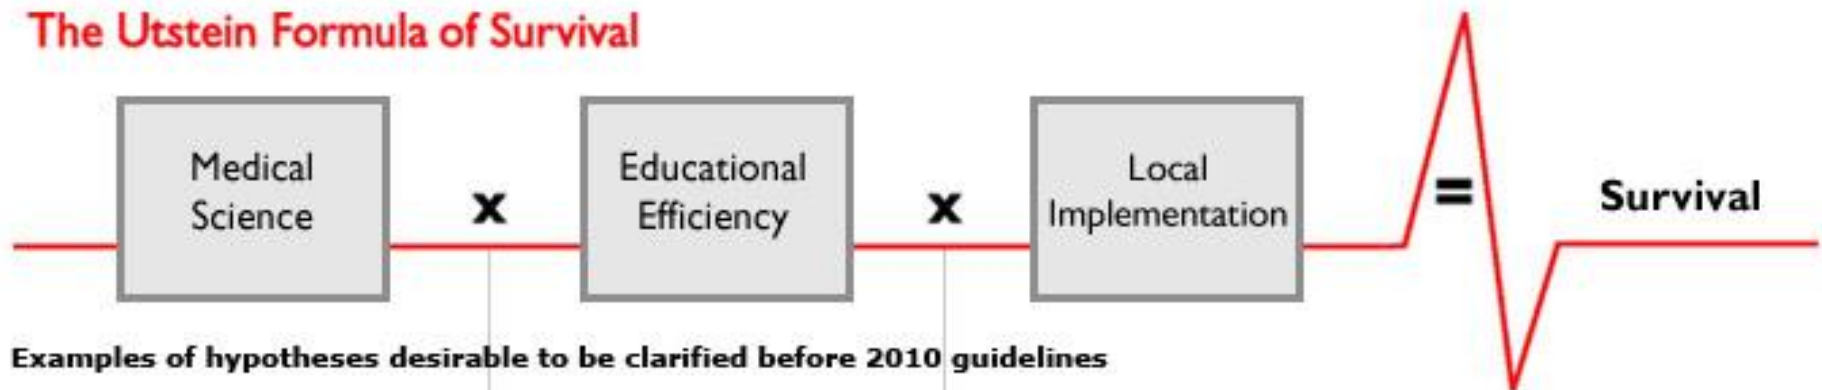 The Utstein Formula of Survival
Medical
Science
x
Educational
Efficiency
x
Local
Implementation
=
Survival
Examples of hypotheses desirable to be clarified before 2010 guidelines